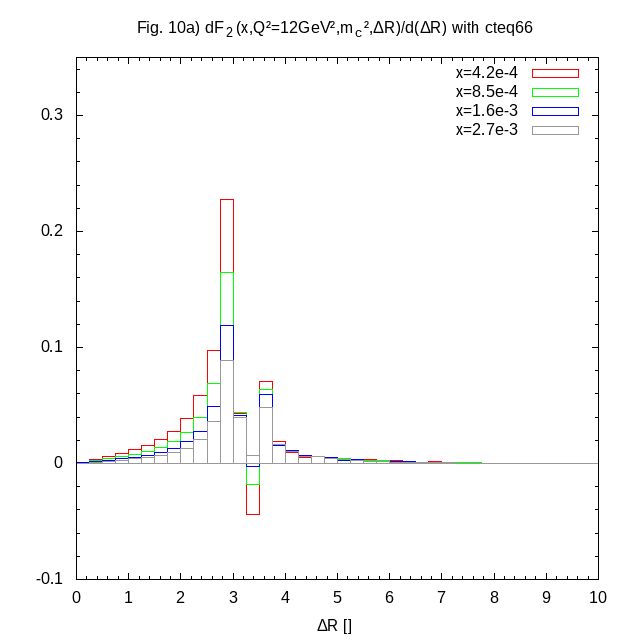 Fig. 10a) dF₂(x,Q²=12GeV²,m_c²,ΔR)/d(ΔR) with cteq66
x=4.2e-4
x=8.5e-4
x=1.6e-3
x=2.7e-3
0.3
0.2
0.1
0
-0.1
0 1 2 3 4 5 6 7 8 9 10
ΔR []